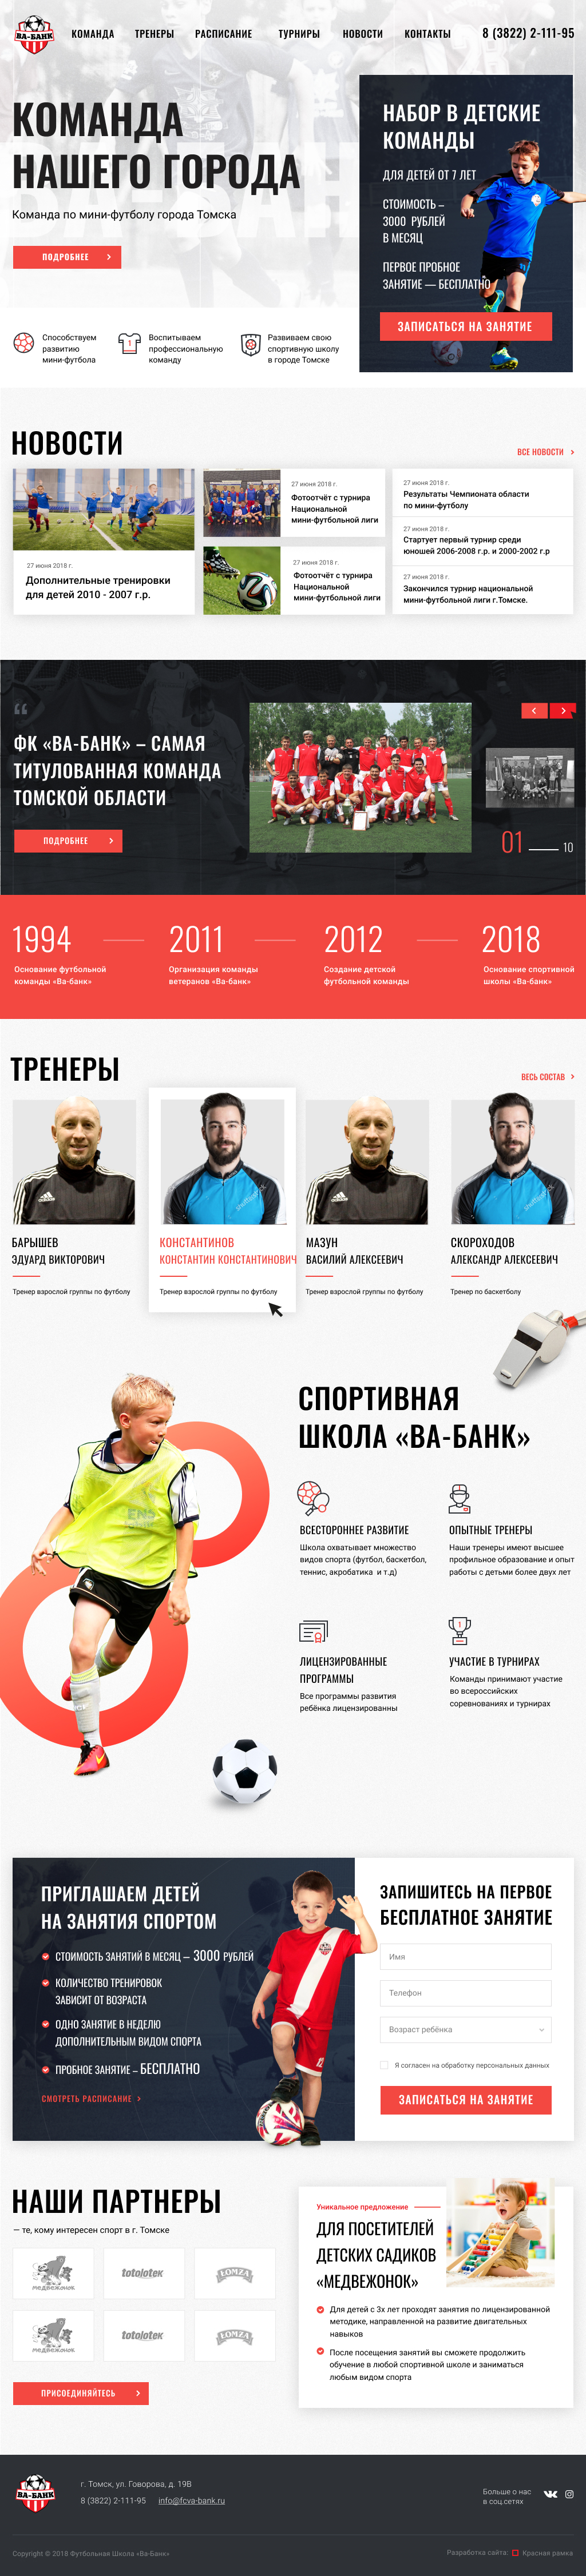 ВА-БАНК
КОМАНДА ТРЕНЕРЫ РАСПИСАНИЕ ТУРНИРЫ НОВОСТИ КОНТАКТЫ 8 (3822) 2-111-95
КОМАНДА
НАШЕГО ГОРОДА
Команда по мини-футболу города Томска
ПОДРОБНЕЕ
НАБОР В ДЕТСКИЕ
КОМАНДЫ
ДЛЯ ДЕТЕЙ ОТ 7 ЛЕТ
СТОИМОСТЬ –
3000 РУБЛЕЙ
В МЕСЯЦ
ПЕРВОЕ ПРОБНОЕ
ЗАНЯТИЕ — БЕСПЛАТНО
ЗАПИСАТЬСЯ НА ЗАНЯТИЕ
Способствуем
развитию
мини-футбола
1
Воспитываем
профессиональную
команду
Развиваем свою
спортивную школу
в городе Томске
НОВОСТИ
ВСЕ НОВОСТИ
27 июня 2018 г.
Дополнительные тренировки
для детей 2010 - 2007 г.р.
27 июня 2018 г.
Фотоотчёт с турнира
Национальной
мини-футбольной лиги
27 июня 2018 г.
Фотоотчёт с турнира
Национальной
мини-футбольной лиги
27 июня 2018 г.
Результаты Чемпионата области
по мини-футболу
27 июня 2018 г.
Стартует первый турнир среди
юношей 2006-2008 г.р. и 2000-2002 г.р
27 июня 2018 г.
Закончился турнир национальной
мини-футбольной лиги г.Томске.
“
ФК «ВА-БАНК» – САМАЯ
ТИТУЛОВАННАЯ КОМАНДА
ТОМСКОЙ ОБЛАСТИ
ПОДРОБНЕЕ
01 10
1994
Основание футбольной
команды «Ва-банк»
2011
Организация команды
ветеранов «Ва-банк»
2012
Создание детской
футбольной команды
2018
Основание спортивной
школы «Ва-банк»
ТРЕНЕРЫ
ВЕСЬ СОСТАВ
adidas
БАРЫШЕВ
ЭДУАРД ВИКТОРОВИЧ
Тренер взрослой группы по футболу
КОНСТАНТИНОВ
КОНСТАНТИН КОНСТАНТИНОВИЧ
Тренер взрослой группы по футболу
adidas
МАЗУН
ВАСИЛИЙ АЛЕКСЕЕВИЧ
Тренер взрослой группы по футболу
СКОРОХОДОВ
АЛЕКСАНДР АЛЕКСЕЕВИЧ
Тренер по баскетболу
СПОРТИВНАЯ
ШКОЛА «ВА-БАНК»
ВСЕСТОРОННЕЕ РАЗВИТИЕ
Школа охватывает множество
видов спорта (футбол, баскетбол,
теннис, акробатика и т.д)
ОПЫТНЫЕ ТРЕНЕРЫ
Наши тренеры имеют высшее
профильное образование и опыт
работы с детьми более двух лет
ЛИЦЕНЗИРОВАННЫЕ
ПРОГРАММЫ
Все программы развития
ребёнка лицензированны
1
УЧАСТИЕ В ТУРНИРАХ
Команды принимают участие
во всероссийских
соревнованиях и турнирах
ПРИГЛАШАЕМ ДЕТЕЙ
НА ЗАНЯТИЯ СПОРТОМ
СТОИМОСТЬ ЗАНЯТИЙ В МЕСЯЦ – 3000 РУБЛЕЙ
КОЛИЧЕСТВО ТРЕНИРОВОК
ЗАВИСИТ ОТ ВОЗРАСТА
ОДНО ЗАНЯТИЕ В НЕДЕЛЮ
ДОПОЛНИТЕЛЬНЫМ ВИДОМ СПОРТА
ПРОБНОЕ ЗАНЯТИЕ – БЕСПЛАТНО
СМОТРЕТЬ РАСПИСАНИЕ
12
ЗАПИШИТЕСЬ НА ПЕРВОЕ
БЕСПЛАТНОЕ ЗАНЯТИЕ
Имя
Телефон
Возраст ребёнка
Я согласен на обработку персональных данных
ЗАПИСАТЬСЯ НА ЗАНЯТИЕ
НАШИ ПАРТНЕРЫ
— те, кому интересен спорт в г. Томске
медвежонок
totolotek
ŁOMŻA
медвежонок
totolotek
ŁOMŻA
ПРИСОЕДИНЯЙТЕСЬ
Уникальное предложение
ДЛЯ ПОСЕТИТЕЛЕЙ
ДЕТСКИХ САДИКОВ
«МЕДВЕЖОНОК»
Для детей с 3х лет проходят занятия по лицензированной
методике, направленной на развитие двигательных
навыков
После посещения занятий вы сможете продолжить
обучение в любой спортивной школе и заниматься
любым видом спорта
ВА-БАНК
г. Томск, ул. Говорова, д. 19В
8 (3822) 2-111-95 info@fcva-bank.ru
Больше о нас
в соц.сетях
Copyright © 2018 Футбольная Школа «Ва-Банк»
Разработка сайта: Красная рамка